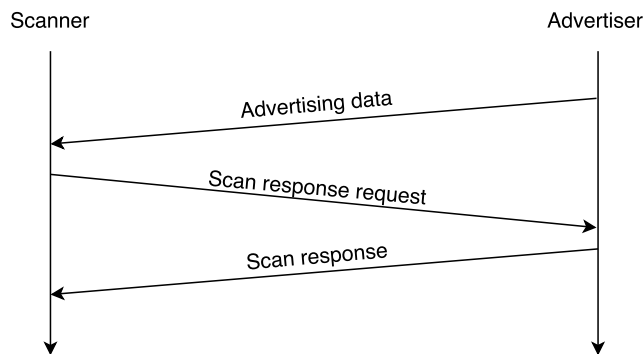 Scanner
Advertiser
Advertising data
Scan response request
Scan response